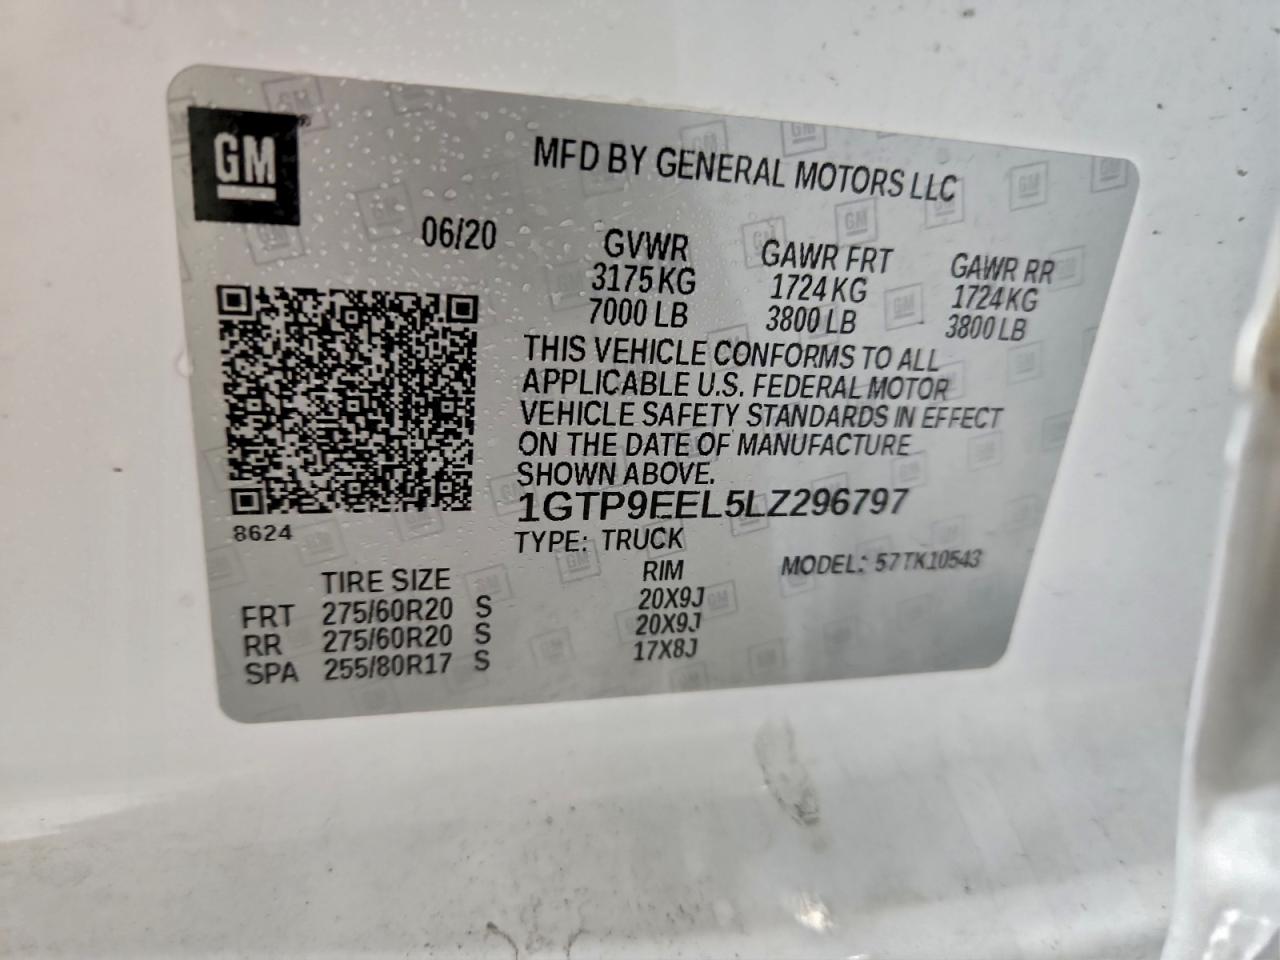 GM
MFD BY GENERAL MOTORS LLC
06/20
GVWR GAWR FRT GAWR RR
3175 KG 1724 KG 1724 KG
7000 LB 3800 LB 3800 LB
THIS VEHICLE CONFORMS TO ALL
APPLICABLE U.S. FEDERAL MOTOR
VEHICLE SAFETY STANDARDS IN EFFECT
ON THE DATE OF MANUFACTURE
SHOWN ABOVE.
1GTP9EEL5LZ296797
8624
TYPE: TRUCK MODEL: 57TK10543
TIRE SIZE RIM
FRT 275/60R20 S 20X9J
RR 275/60R20 S 20X9J
SPA 255/80R17 S 17X8J